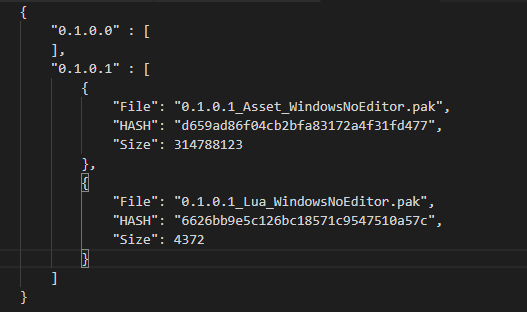 {
"0.1.0.0" : [
],
"0.1.0.1" : [
{
"File": "0.1.0.1_Asset_WindowsNoEditor.pak",
"HASH": "d659ad86f04cb2bfa83172a4f31fd477",
"Size": 314788123
},
{
"File": "0.1.0.1_Lua_WindowsNoEditor.pak",
"HASH": "6626bb9e5c126bc18571c9547510a57c",
"Size": 4372
}
]
}